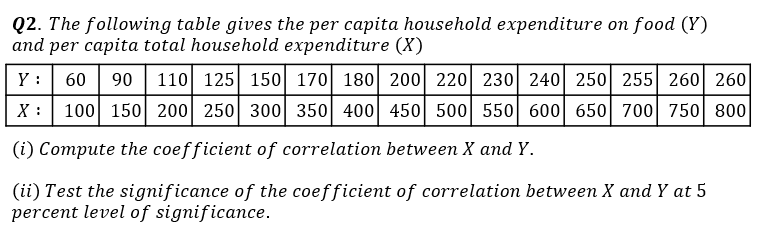 Q2. The following table gives the per capita household expenditure on food (Y)
and per capita total household expenditure (X)
Y : 60 90 110 125 150 170 180 200 220 230 240 250 255 260 260
X : 100 150 200 250 300 350 400 450 500 550 600 650 700 750 800
(i) Compute the coefficient of correlation between X and Y.
(ii) Test the significance of the coefficient of correlation between X and Y at 5
percent level of significance.